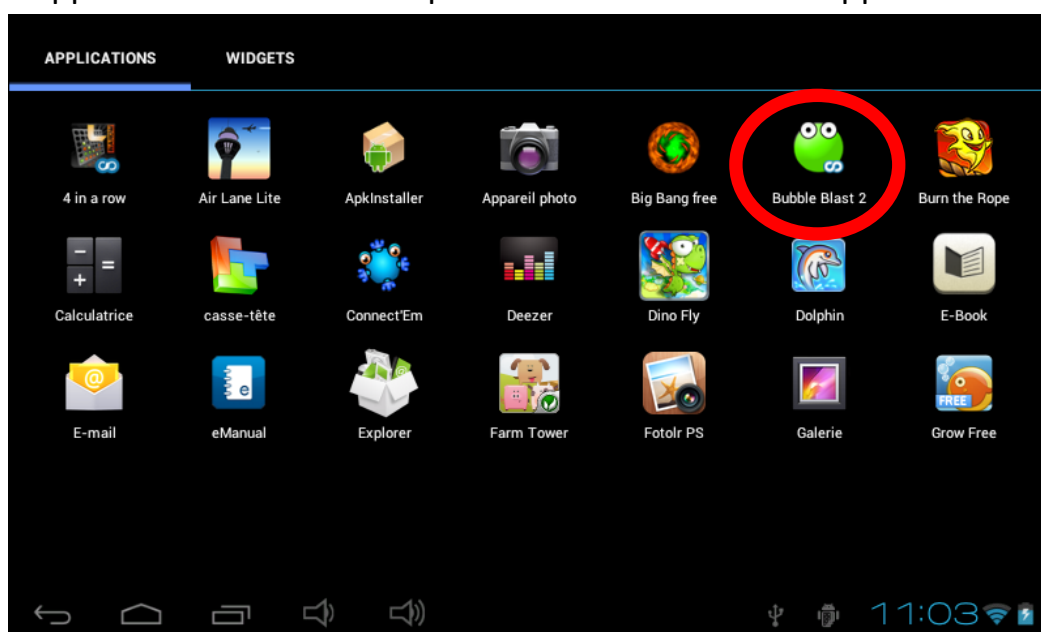 APPLICATIONS WIDGETS
4 in a row Air Lane Lite ApkInstaller Appareil photo Big Bang free Bubble Blast 2 Burn the Rope
Calculatrice casse-tête Connect'Em Deezer Dino Fly Dolphin E-Book
@ e FREE
E-mail eManual Explorer Farm Tower Fotolr PS Galerie Grow Free
11:03